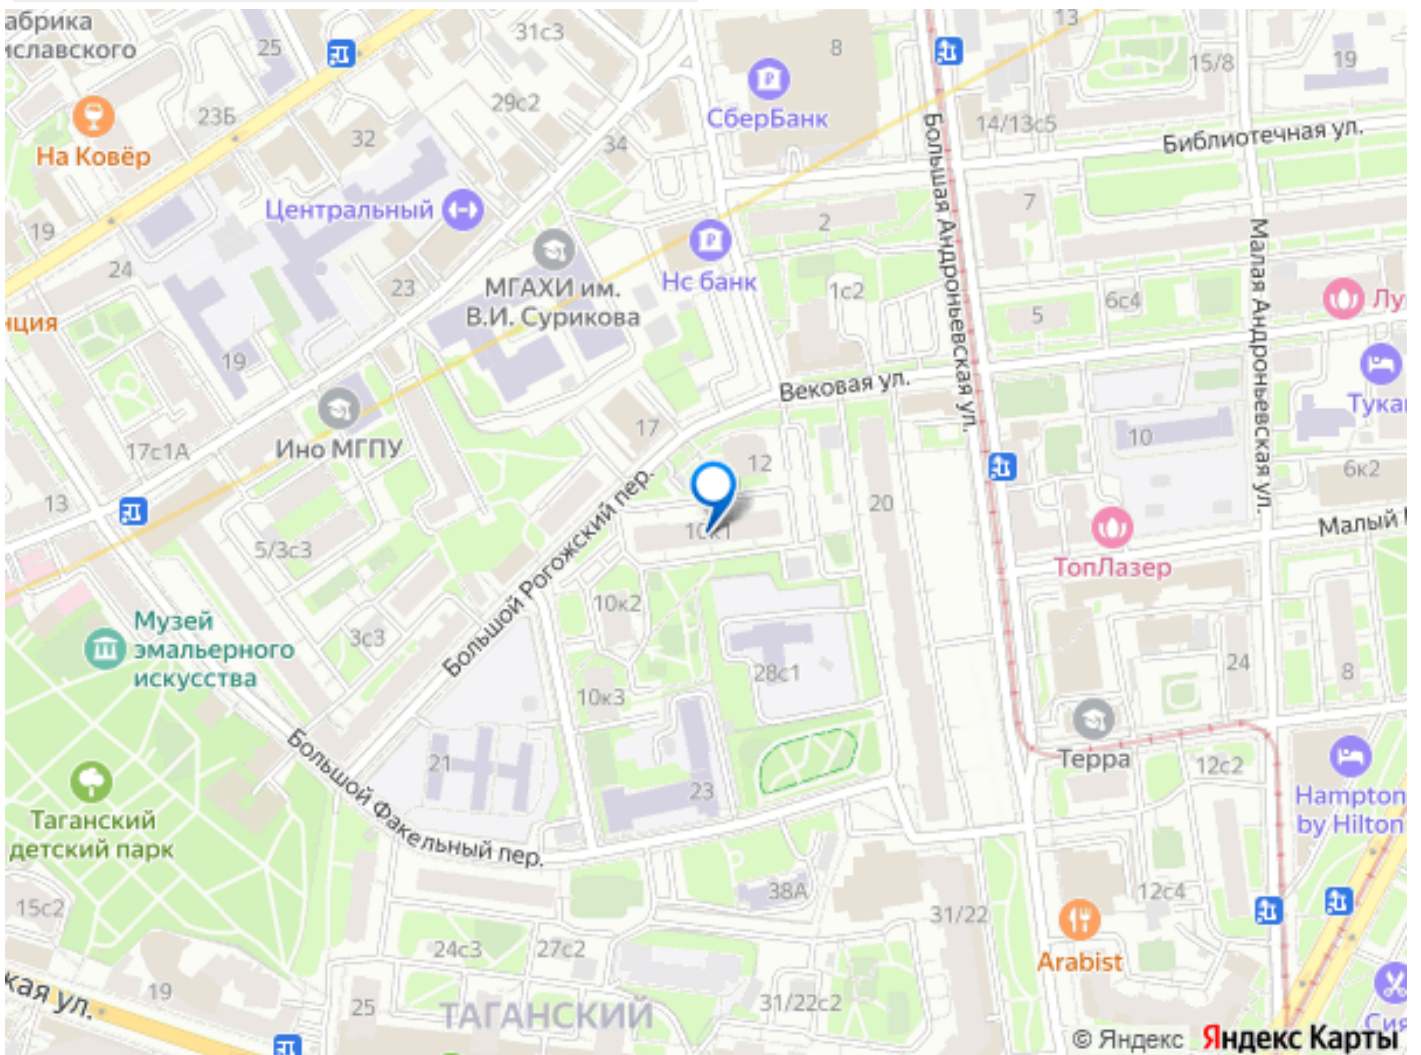 абрика
иславского
25
31с3
8
13
15/8
19
СберБанк
23Б
29с2
На Ковёр
32
34
14/13с5
Библиотечная ул.
Большая Андроньевская ул.
Центральный
19
2
7
Нс банк
Малая Андроньевская ул.
24
23
МГАХИ им.
В.И. Сурикова
1с2
6с4
5
Лу
нция
19
Вековая ул.
Тука
17с1А
Ино МГПУ
17
12
10
6к2
13
20
Большой Рогожский пер.
10к1
5/3с3
ТопЛазер
Малый
Музей
эмальерного
искусства
3с3
10к2
28с1
24
8
10к3
Большой Факельный пер.
21
23
Терра
12с2
Hampton
by Hilton
Таганский
детский парк
38А
12с4
15с2
31/22
24с3
27с2
Arabist
кая ул.
19
25
31/22с2
ТАГАНСКИЙ
Сия
© Яндекс Яндекс Карты